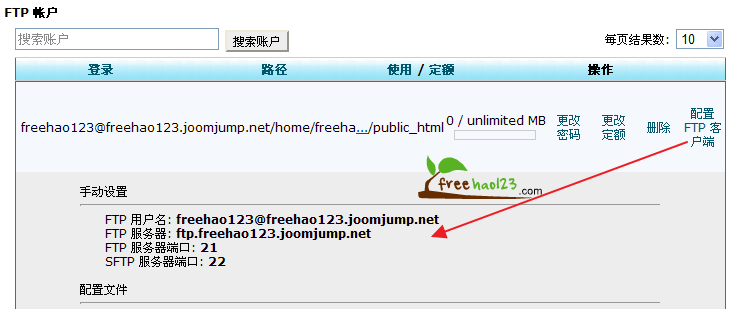 FTP 帐户
搜索账户 搜索账户 每页结果数: 10
登录 路径 使用 / 定额 操作
freehao123@freehao123.joomjump.net/home/freeha.../public_html 0 / unlimited MB 更改密码 更改定额 删除 配置 FTP 客户端
freehao123.com
手动设置
FTP 用户名: freehao123@freehao123.joomjump.net
FTP 服务器: ftp.freehao123.joomjump.net
FTP 服务器端口: 21
SFTP 服务器端口: 22
配置文件